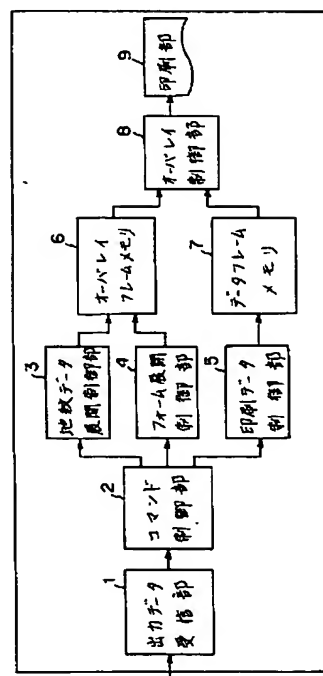 1
出力データ
受信部
2
コマンド
制御部
3
地紋データ
展開制御部
4
フォーム展開
制御部
5
印刷データ
制御部
6
オーバレイ
フレームメモリ
7
データフレーム
メモリ
8
オーバレイ
制御部
9
印刷部